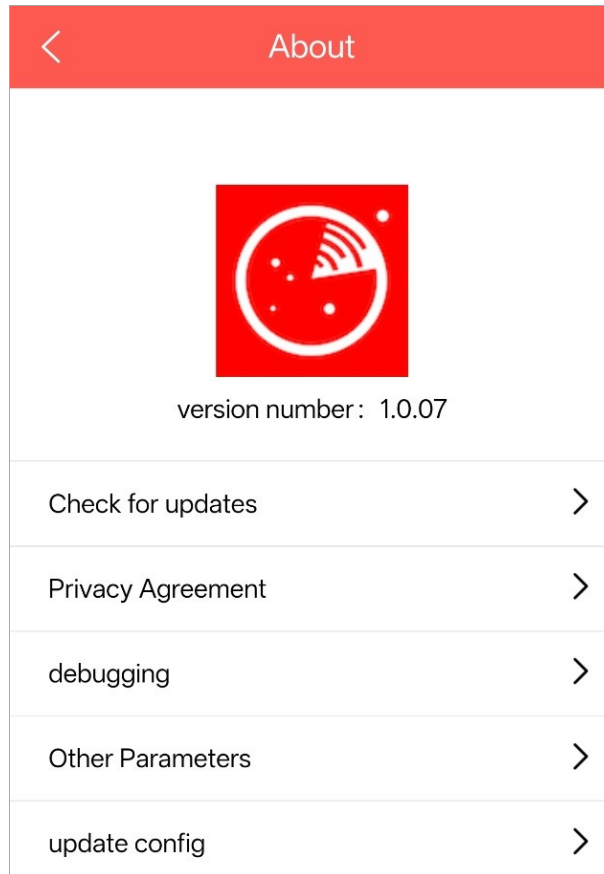 About
version number: 1.0.07
Check for updates
Privacy Agreement
debugging
Other Parameters
update config